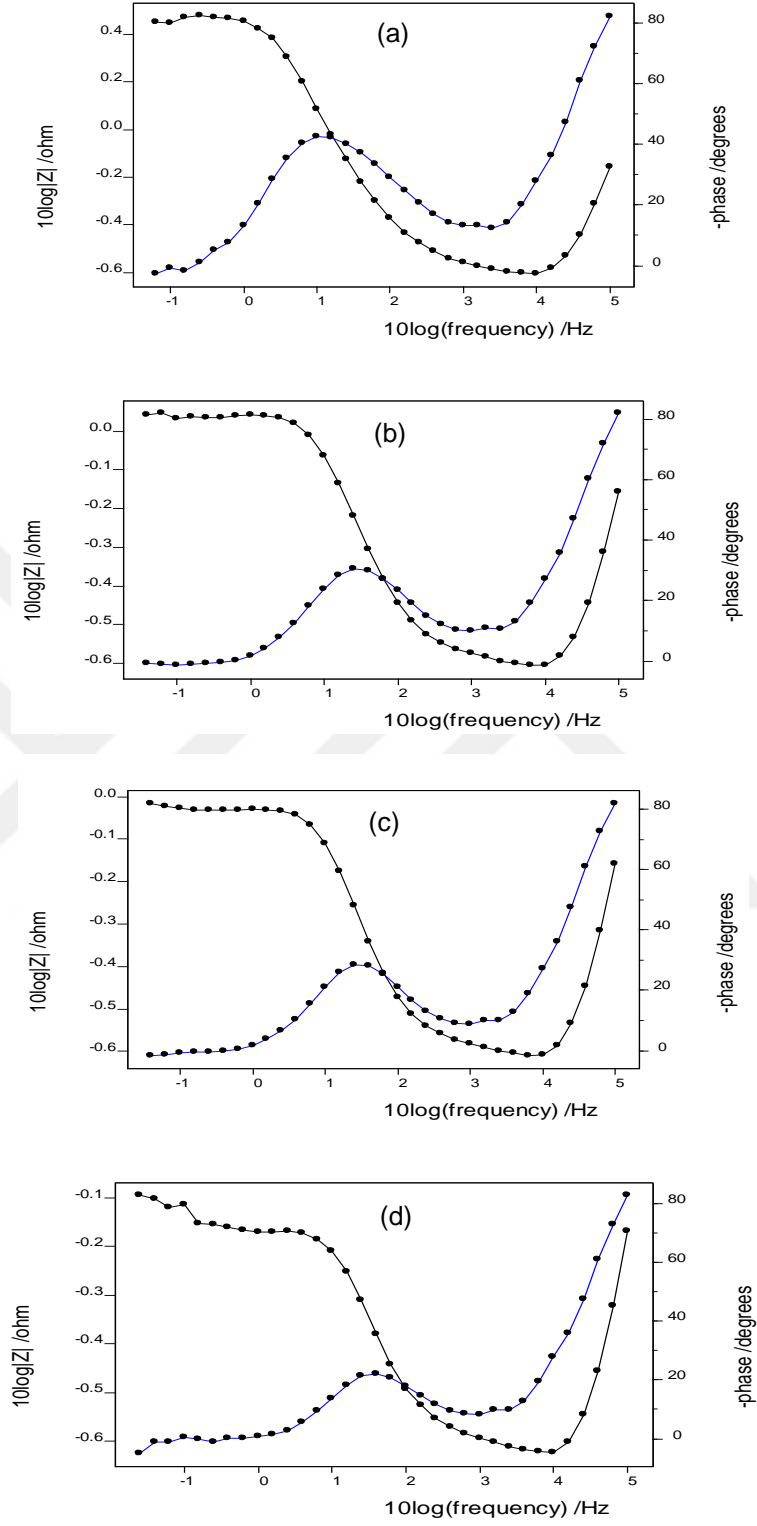 (a)
0.4
0.2
0.0
-0.2
-0.4
-0.6
10log|Z| /ohm
80
60
40
20
0
-phase /degrees
-1 0 1 2 3 4 5
10log(frequency) /Hz
(b)
0.0
-0.1
-0.2
-0.3
-0.4
-0.5
-0.6
10log|Z| /ohm
80
60
40
20
0
-phase /degrees
-1 0 1 2 3 4 5
10log(frequency) /Hz
(c)
0.0
-0.1
-0.2
-0.3
-0.4
-0.5
-0.6
10log|Z| /ohm
80
60
40
20
0
-phase /degrees
-1 0 1 2 3 4 5
10log(frequency) /Hz
(d)
-0.1
-0.2
-0.3
-0.4
-0.5
-0.6
10log|Z| /ohm
80
60
40
20
0
-phase /degrees
-1 0 1 2 3 4 5
10log(frequency) /Hz